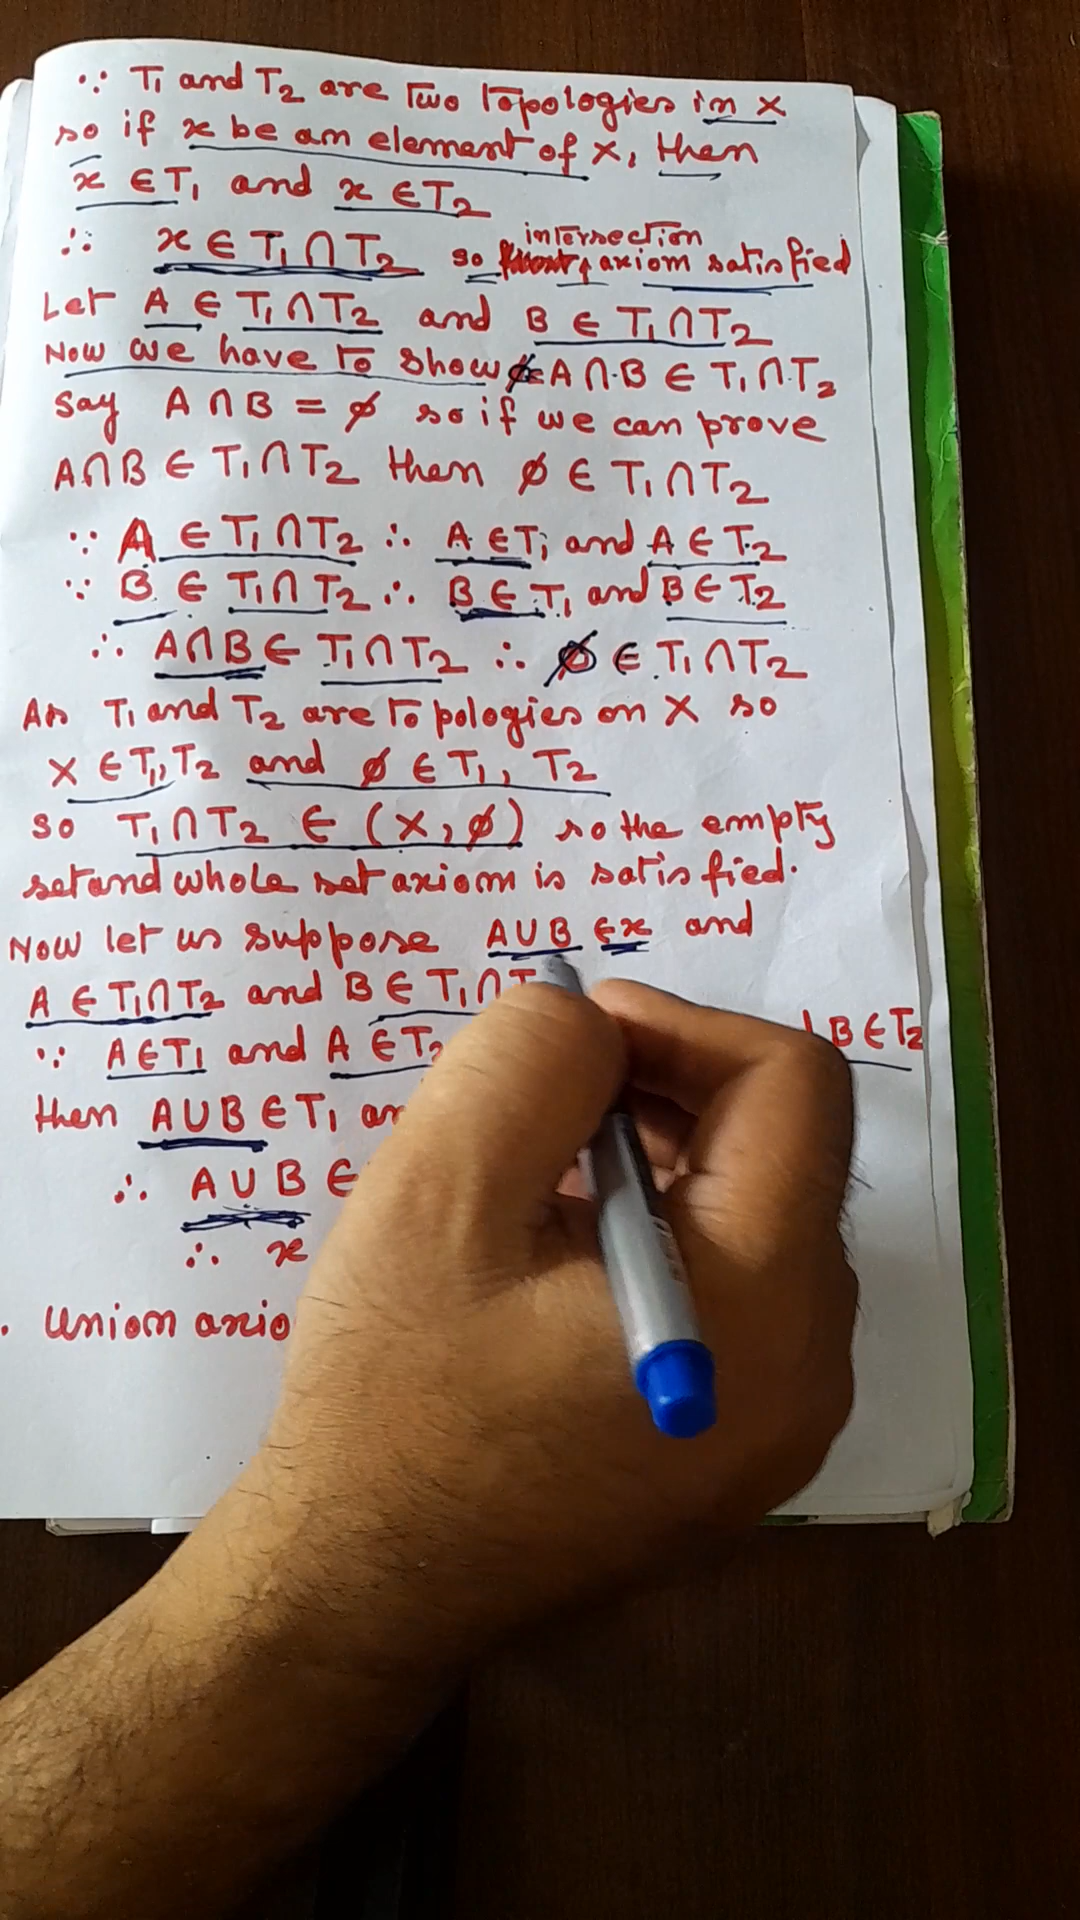 ∵ T₁ and T₂ are Two Topologies in X
so if x be an element of X, then
x ∈ T₁ and x ∈ T₂
∴ x ∈ T₁ ∩ T₂ so intersection axiom satisfied
Let A ∈ T₁ ∩ T₂ and B ∈ T₁ ∩ T₂
Now we have to show A ∩ B ∈ T₁ ∩ T₂
Say A ∩ B = ϕ so if we can prove
A ∩ B ∈ T₁ ∩ T₂ then ϕ ∈ T₁ ∩ T₂
∵ A ∈ T₁ ∩ T₂ ∴ A ∈ T₁ and A ∈ T₂
∵ B ∈ T₁ ∩ T₂ ∴ B ∈ T₁ and B ∈ T₂
∴ A ∩ B ∈ T₁ ∩ T₂ ∴ ϕ ∈ T₁ ∩ T₂
As T₁ and T₂ are topologies on X so
X ∈ T₁, T₂ and ϕ ∈ T₁, T₂
so T₁ ∩ T₂ ∈ (X, ϕ) so the empty
set and whole set axiom is satisfied.
Now let us suppose A ∪ B ∈ x and
A ∈ T₁ ∩ T₂ and B ∈ T₁ ∩ T
∵ A ∈ T₁ and A ∈ T₂ B ∈ T₂
then A ∪ B ∈ T₁
∴ A ∪ B ∈
∴ x
. Union